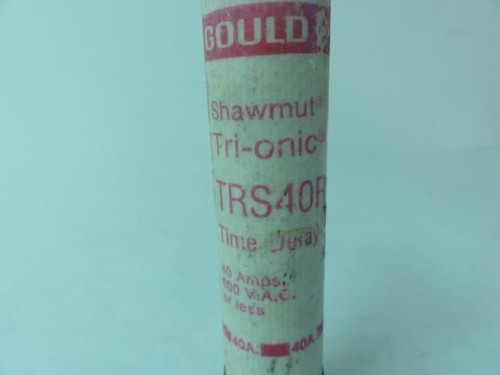 GOULD
Shawmut®
Tri-onic®
TRS40R
Time Delay
40 Amps.
600 V.A.C.
or less
40A. 40A.